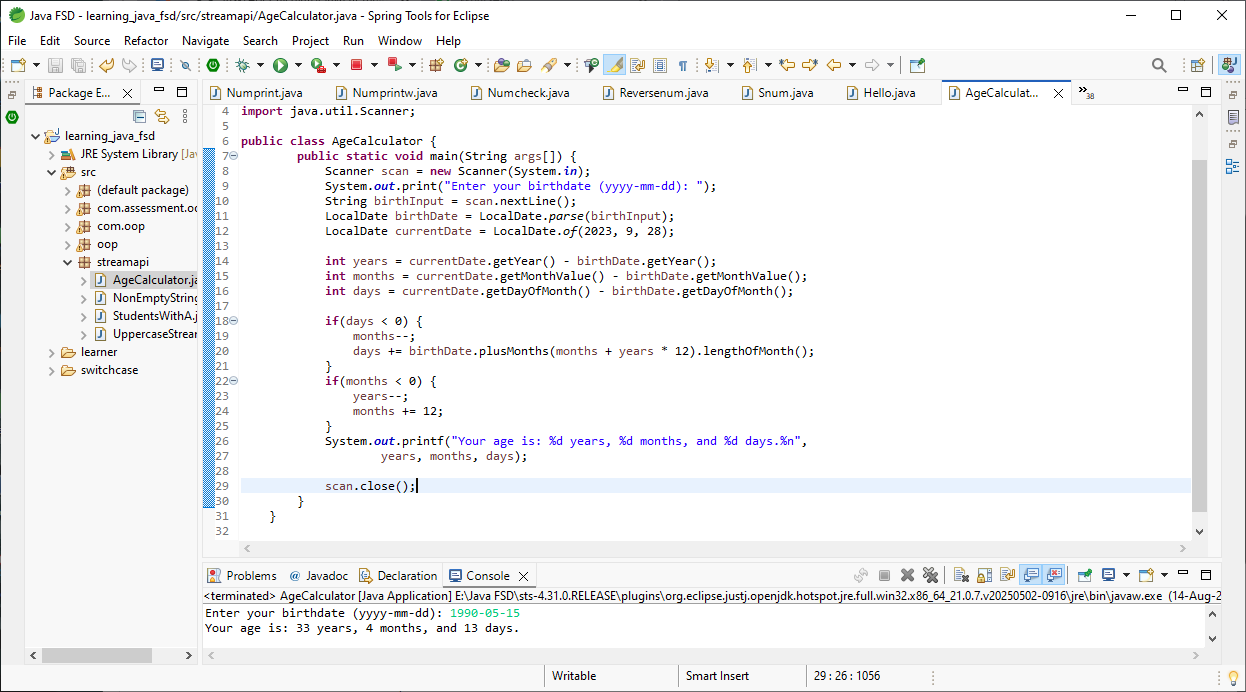 Java FSD - learning_java_fsd/src/streamapi/AgeCalculator.java - Spring Tools for Eclipse
File Edit Source Refactor Navigate Search Project Run Window Help
Package E...
learning_java_fsd
JRE System Library [Jav
src
(default package)
com.assessment.oo
com.oop
oop
streamapi
AgeCalculator.ja
NonEmptyString
StudentsWithA.j
UppercaseStrear
learner
switchcase
Numprint.java Numprintw.java Numcheck.java Reversenum.java Snum.java Hello.java AgeCalculat... »38
4 import java.util.Scanner;
5
6 public class AgeCalculator {
7 public static void main(String args[]) {
8 Scanner scan = new Scanner(System.in);
9 System.out.print("Enter your birthdate (yyyy-mm-dd): ");
10 String birthInput = scan.nextLine();
11 LocalDate birthDate = LocalDate.parse(birthInput);
12 LocalDate currentDate = LocalDate.of(2023, 9, 28);
13
14 int years = currentDate.getYear() - birthDate.getYear();
15 int months = currentDate.getMonthValue() - birthDate.getMonthValue();
16 int days = currentDate.getDayOfMonth() - birthDate.getDayOfMonth();
17
18 if(days < 0) {
19 months--;
20 days += birthDate.plusMonths(months + years * 12).lengthOfMonth();
21 }
22 if(months < 0) {
23 years--;
24 months += 12;
25 }
26 System.out.printf("Your age is: %d years, %d months, and %d days.%n",
27 years, months, days);
28
29 scan.close();
30 }
31 }
32
Problems @ Javadoc Declaration Console
<terminated> AgeCalculator [Java Application] E:\Java FSD\sts-4.31.0.RELEASE\plugins\org.eclipse.justj.openjdk.hotspot.jre.full.win32.x86_64_21.0.7.v20250502-0916\jre\bin\javaw.exe (14-Aug-2
Enter your birthdate (yyyy-mm-dd): 1990-05-15
Your age is: 33 years, 4 months, and 13 days.
Writable Smart Insert 29 : 26 : 1056